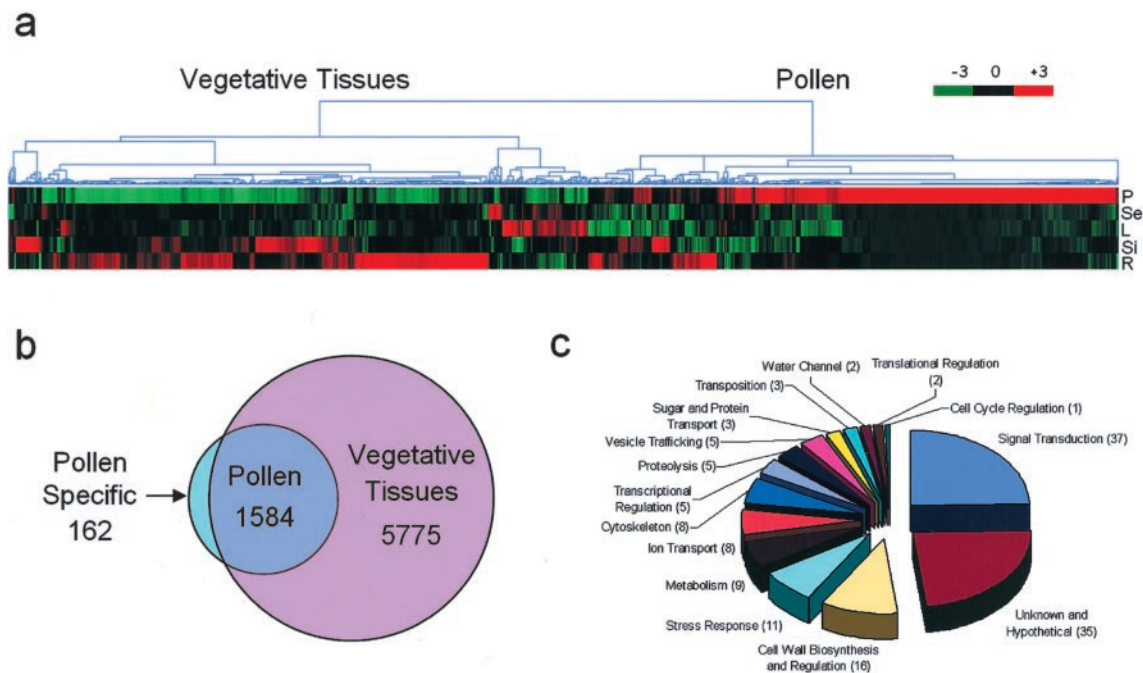 a
Vegetative Tissues
Pollen
-3 0 +3
P
Se
L
Si
R
b
Pollen
Specific
162
Pollen
1584
Vegetative
Tissues
5775
c
Water Channel (2)
Translational Regulation
(2)
Transposition (3)
Cell Cycle Regulation (1)
Sugar and Protein
Transport (3)
Signal Transduction (37)
Vesicle Trafficking (5)
Proteolysis (5)
Transcriptional
Regulation (5)
Cytoskeleton (8)
Ion Transport (8)
Metabolism (9)
Stress Response (11)
Cell Wall Biosynthesis
and Regulation (16)
Unknown and
Hypothetical (35)